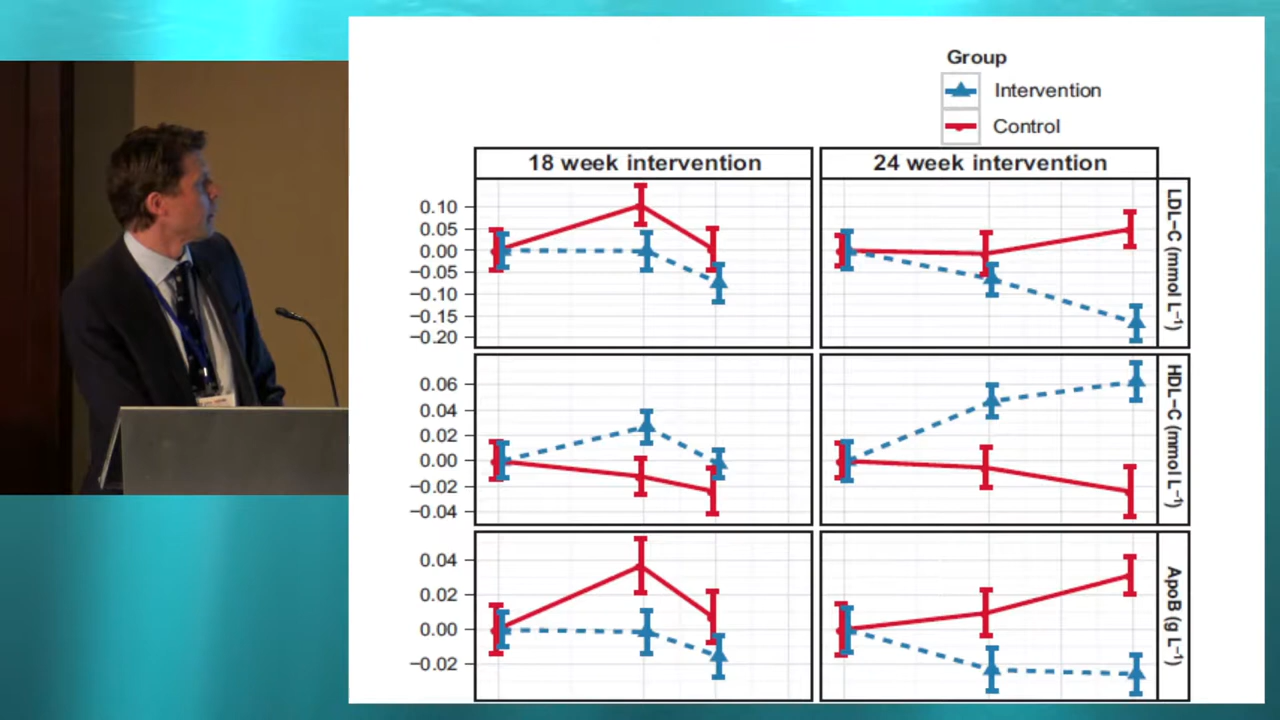 Group
Intervention
Control
18 week intervention
24 week intervention
0.10
0.05
0.00
−0.05
−0.10
−0.15
−0.20
LDL−C (mmol L⁻¹)
0.06
0.04
0.02
0.00
−0.02
−0.04
HDL−C (mmol L⁻¹)
0.04
0.02
0.00
−0.02
ApoB (g L⁻¹)